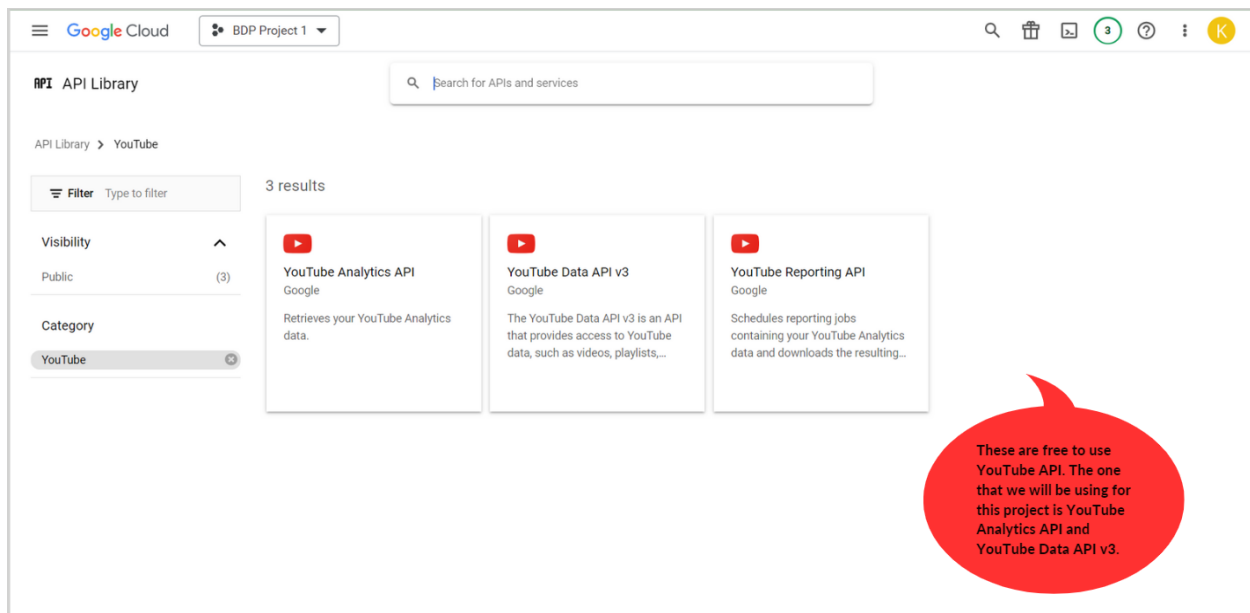 Google Cloud
BDP Project 1
3
K
API API Library
Search for APIs and services
API Library > YouTube
Filter Type to filter
3 results
Visibility
Public (3)
Category
YouTube
YouTube Analytics API
Google
Retrieves your YouTube Analytics
data.
YouTube Data API v3
Google
The YouTube Data API v3 is an API
that provides access to YouTube
data, such as videos, playlists,...
YouTube Reporting API
Google
Schedules reporting jobs
containing your YouTube Analytics
data and downloads the resulting...
These are free to use
YouTube API. The one
that we will be using for
this project is YouTube
Analytics API and
YouTube Data API v3.